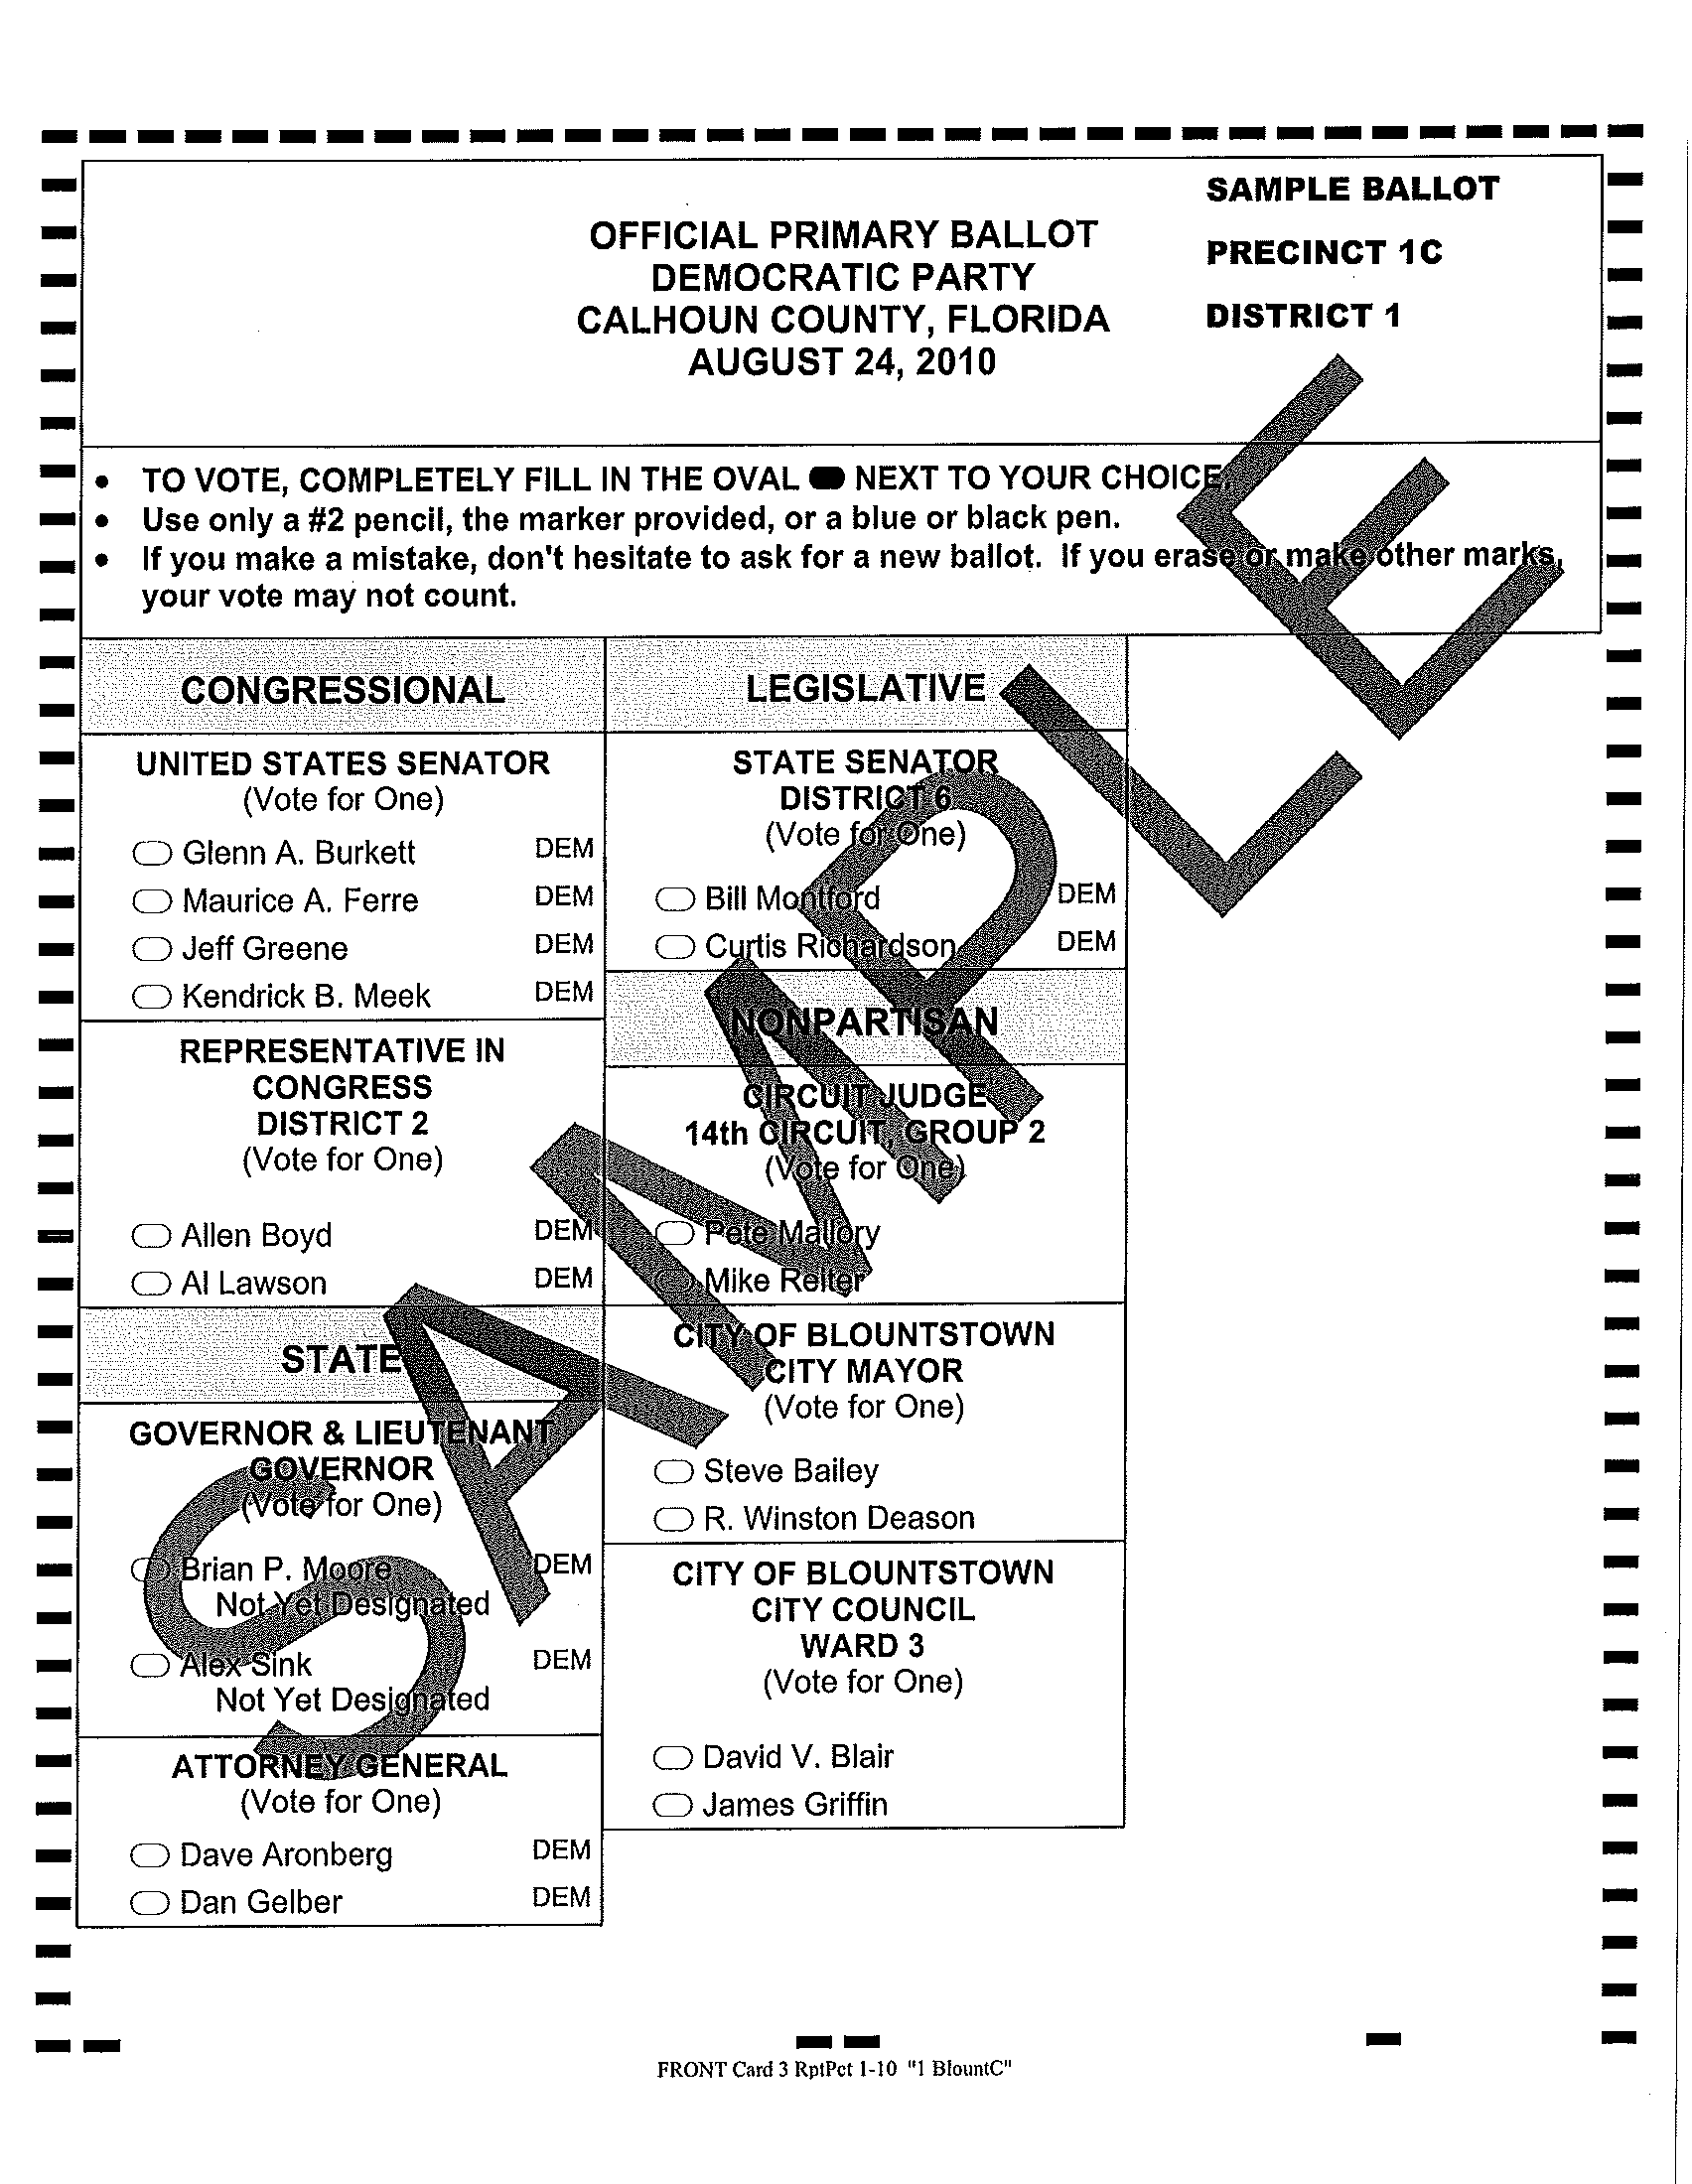 SAMPLE BALLOT
OFFICIAL PRIMARY BALLOT
PRECINCT 1C
DEMOCRATIC PARTY
CALHOUN COUNTY, FLORIDA
DISTRICT 1
AUGUST 24, 2010
• TO VOTE, COMPLETELY FILL IN THE OVAL NEXT TO YOUR CHOICE.
• Use only a #2 pencil, the marker provided, or a blue or black pen.
• If you make a mistake, don't hesitate to ask for a new ballot. If you erase or make other marks,
your vote may not count.
CONGRESSIONAL
UNITED STATES SENATOR
(Vote for One)
Glenn A. Burkett DEM
Maurice A. Ferre DEM
Jeff Greene DEM
Kendrick B. Meek DEM
REPRESENTATIVE IN
CONGRESS
DISTRICT 2
(Vote for One)
Allen Boyd DEM
Al Lawson DEM
STATE
GOVERNOR & LIEUTENANT
GOVERNOR
(Vote for One)
Brian P. Moore DEM
Not Yet Designated
Alex Sink DEM
Not Yet Designated
ATTORNEY GENERAL
(Vote for One)
Dave Aronberg DEM
Dan Gelber DEM
LEGISLATIVE
STATE SENATOR
DISTRICT 6
(Vote for One)
Bill Montford DEM
Curtis Richardson DEM
NONPARTISAN
CIRCUIT JUDGE
14th CIRCUIT, GROUP 2
(Vote for One)
Pete Mallory
Mike Reiter
CITY OF BLOUNTSTOWN
CITY MAYOR
(Vote for One)
Steve Bailey
R. Winston Deason
CITY OF BLOUNTSTOWN
CITY COUNCIL
WARD 3
(Vote for One)
David V. Blair
James Griffin
SAMPLE
FRONT Card 3 RptPct 1-10 "1 BlountC"